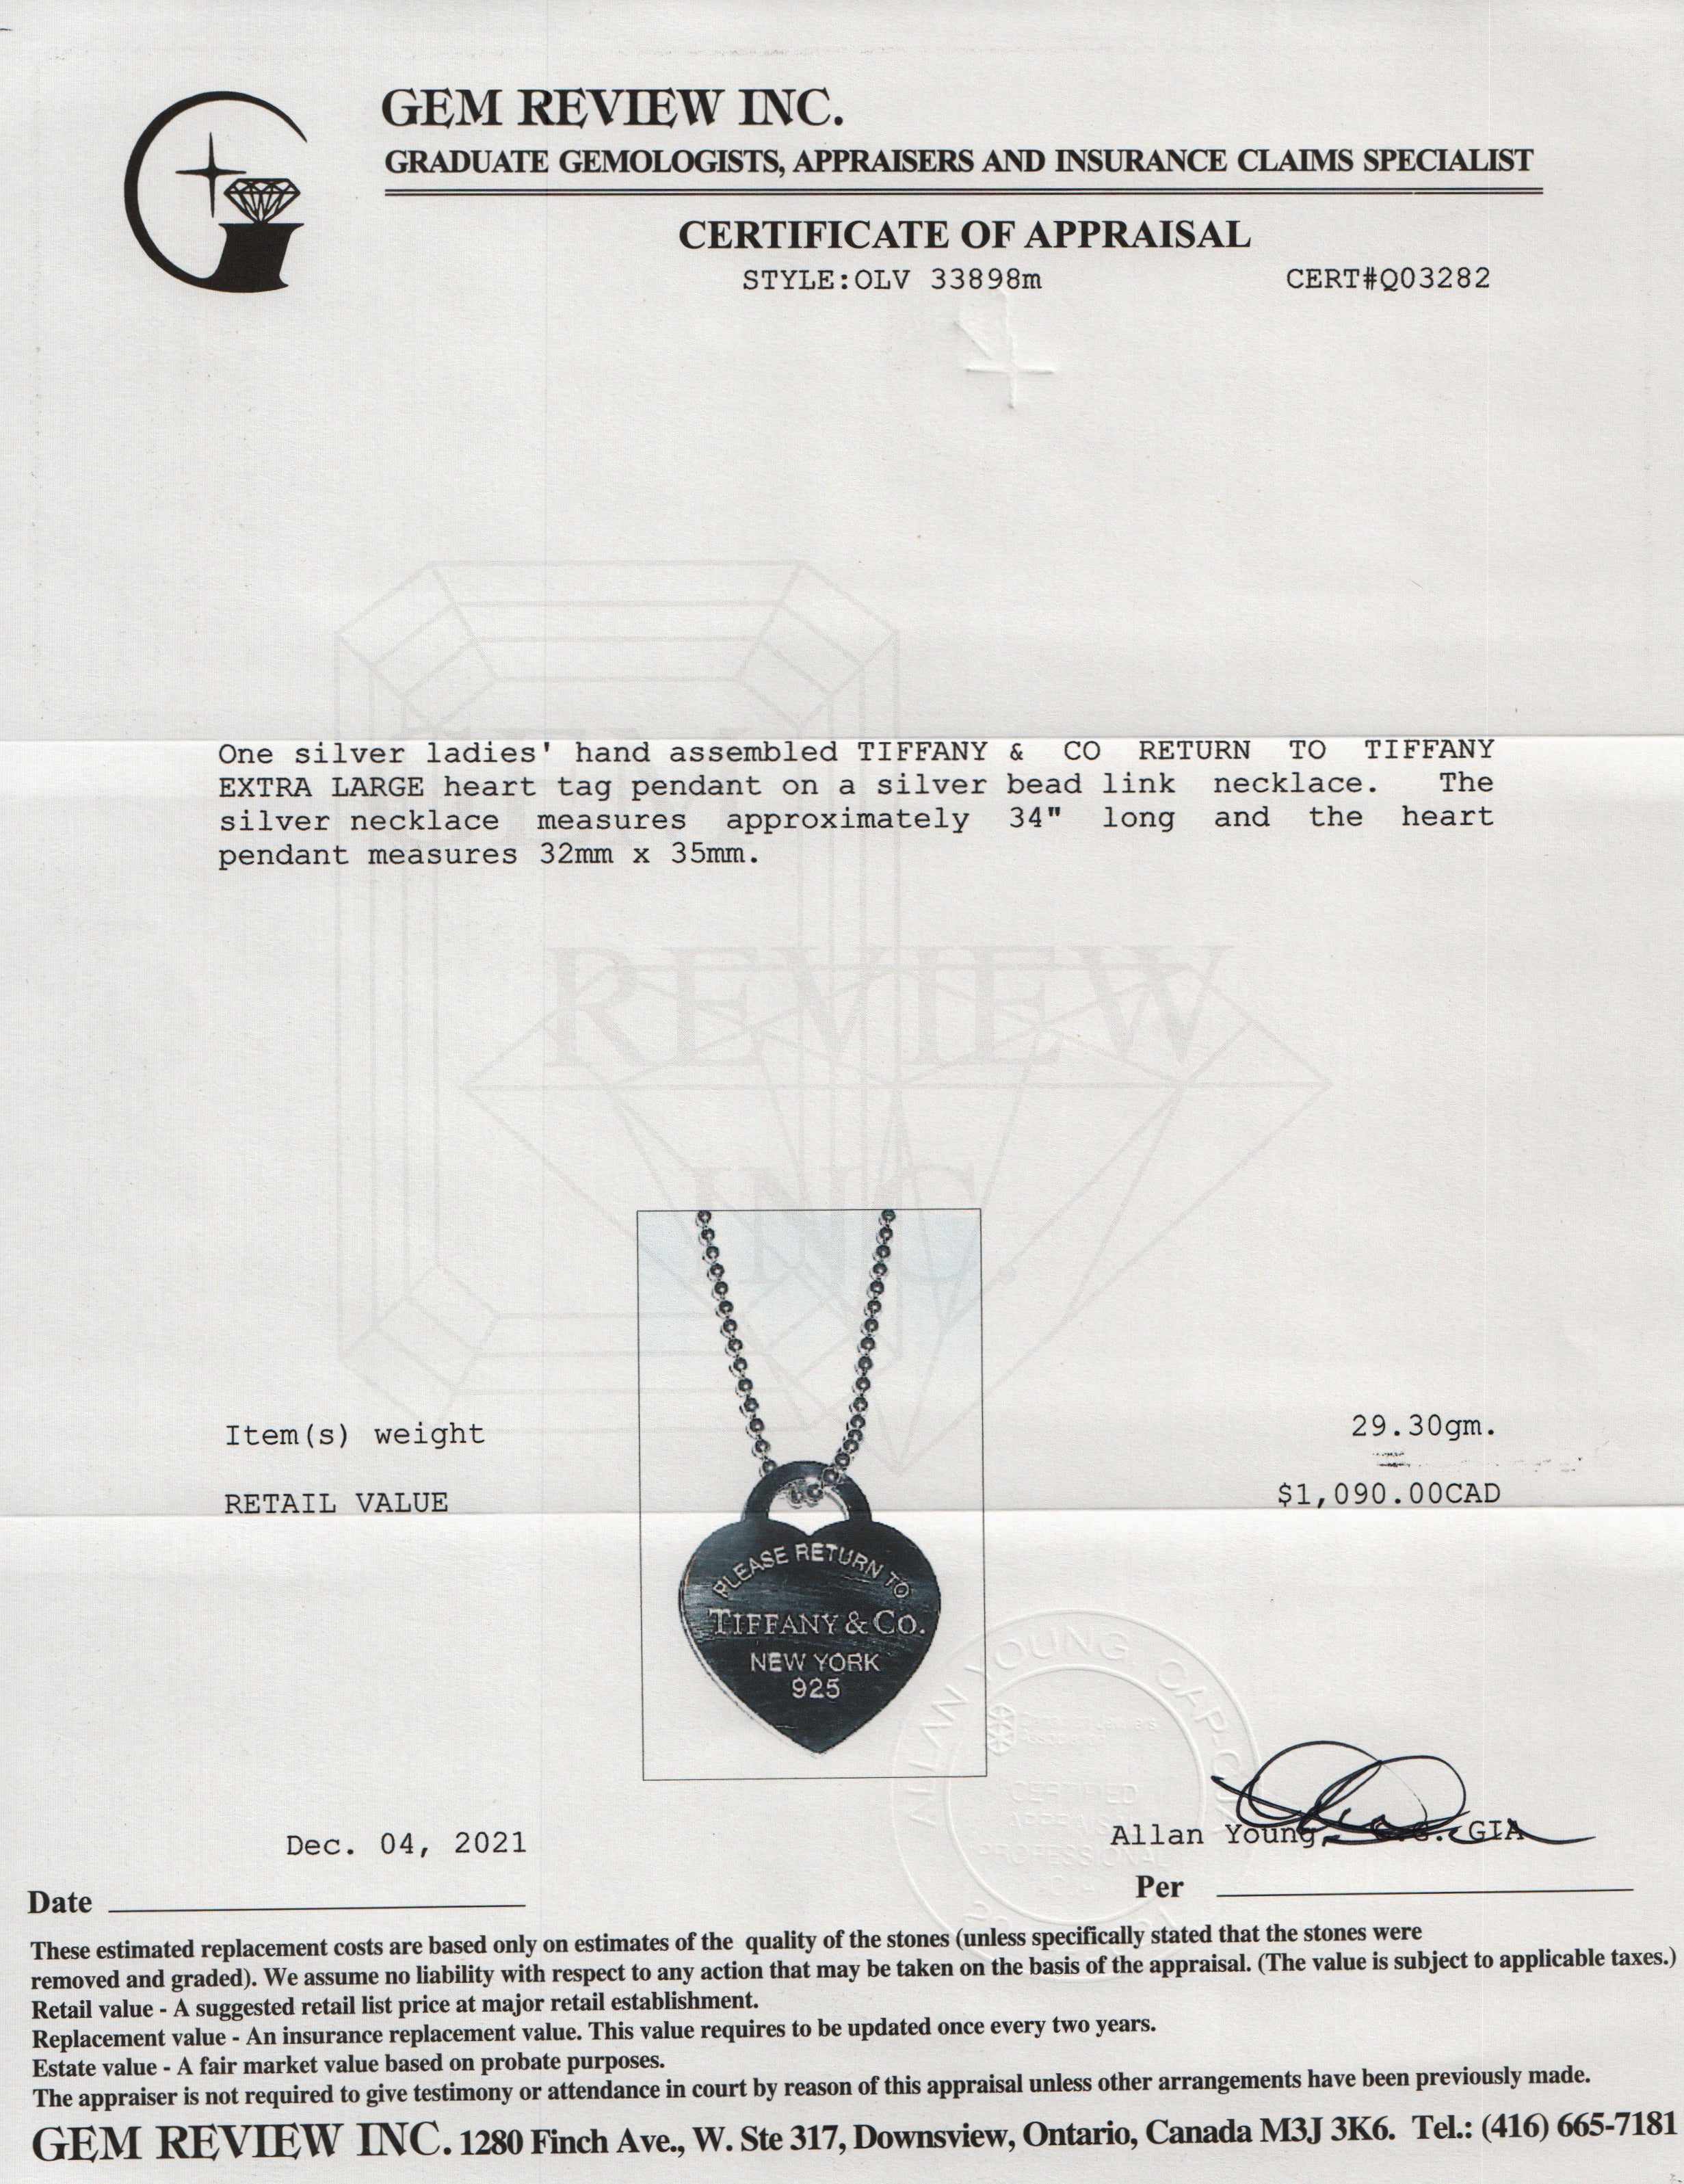 GEM REVIEW INC.
GRADUATE GEMOLOGISTS, APPRAISERS AND INSURANCE CLAIMS SPECIALIST
CERTIFICATE OF APPRAISAL
STYLE:OLV 33898m CERT#Q03282
One silver ladies' hand assembled TIFFANY & CO RETURN TO TIFFANY
EXTRA LARGE heart tag pendant on a silver bead link necklace. The
silver necklace measures approximately 34" long and the heart
pendant measures 32mm x 35mm.
REVIEW
INC.
Item(s) weight 29.30gm.
RETAIL VALUE $1,090.00CAD
PLEASE RETURN TO
TIFFANY & CO.
NEW YORK
925
ALLAN YOUNG
CERTIFIED
PROFESSIONAL
Dec. 04, 2021
Allan Young, GIA
Date
Per
These estimated replacement costs are based only on estimates of the quality of the stones (unless specifically stated that the stones were
removed and graded). We assume no liability with respect to any action that may be taken on the basis of the appraisal. (The value is subject to applicable taxes.)
Retail value - A suggested retail list price at major retail establishment.
Replacement value - An insurance replacement value. This value requires to be updated once every two years.
Estate value - A fair market value based on probate purposes.
The appraiser is not required to give testimony or attendance in court by reason of this appraisal unless other arrangements have been previously made.
GEM REVIEW INC. 1280 Finch Ave., W. Ste 317, Downsview, Ontario, Canada M3J 3K6. Tel.: (416) 665-7181